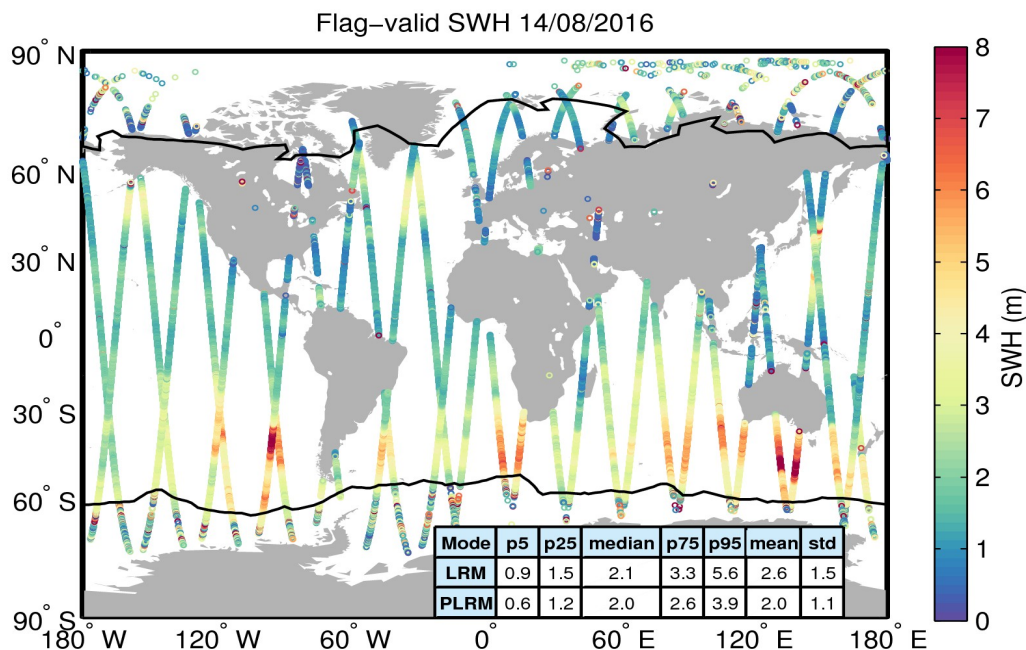 Flag−valid SWH 14/08/2016
90° N
60° N
30° N
0°
30° S
60° S
90° S
180° W
120° W
60° W
0°
60° E
120° E
180° E
8
7
6
5
4
3
2
1
0
SWH (m)
Mode p5 p25 median p75 p95 mean std
LRM 0.9 1.5 2.1 3.3 5.6 2.6 1.5
PLRM 0.6 1.2 2.0 2.6 3.9 2.0 1.1